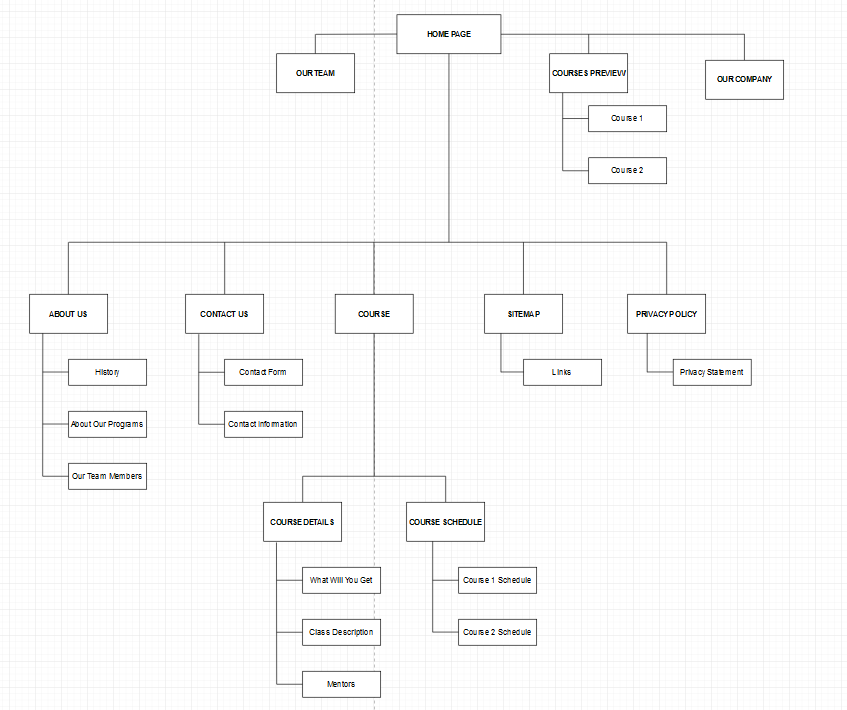 HOME PAGE
OUR TEAM
COURSES PREVIEW
OUR COMPANY
Course 1
Course 2
ABOUT US
CONTACT US
COURSE
SITEMAP
PRIVACY POLICY
History
Contact Form
Links
Privacy Statement
About Our Programs
Contact Information
Our Team Members
COURSE DETAILS
COURSE SCHEDULE
What Will You Get
Course 1 Schedule
Class Description
Course 2 Schedule
Mentors